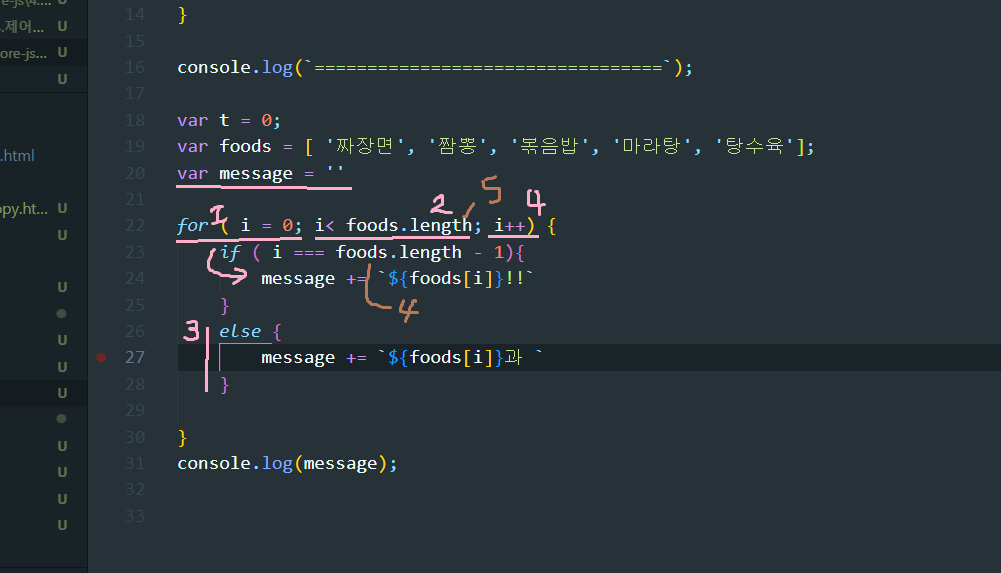 re-js\4....
U
.제어... U
ore-js... U
U
.html
opy.ht... U
U
U
U
U
U
U
U
U
U
14 }
15
16 console.log(`=================================`);
17
18 var t = 0;
19 var foods = [ '짜장면', '짬뽕', '볶음밥', '마라탕', '탕수육'];
20 var message = ''
21
1 2 5 4
22 for ( i = 0; i< foods.length; i++) {
23 if ( i === foods.length - 1){
24 message += `${foods[i]}!!`
4
25 }
3
26 else {
27 message += `${foods[i]}과 `
28 }
29
30 }
31 console.log(message);
32
33